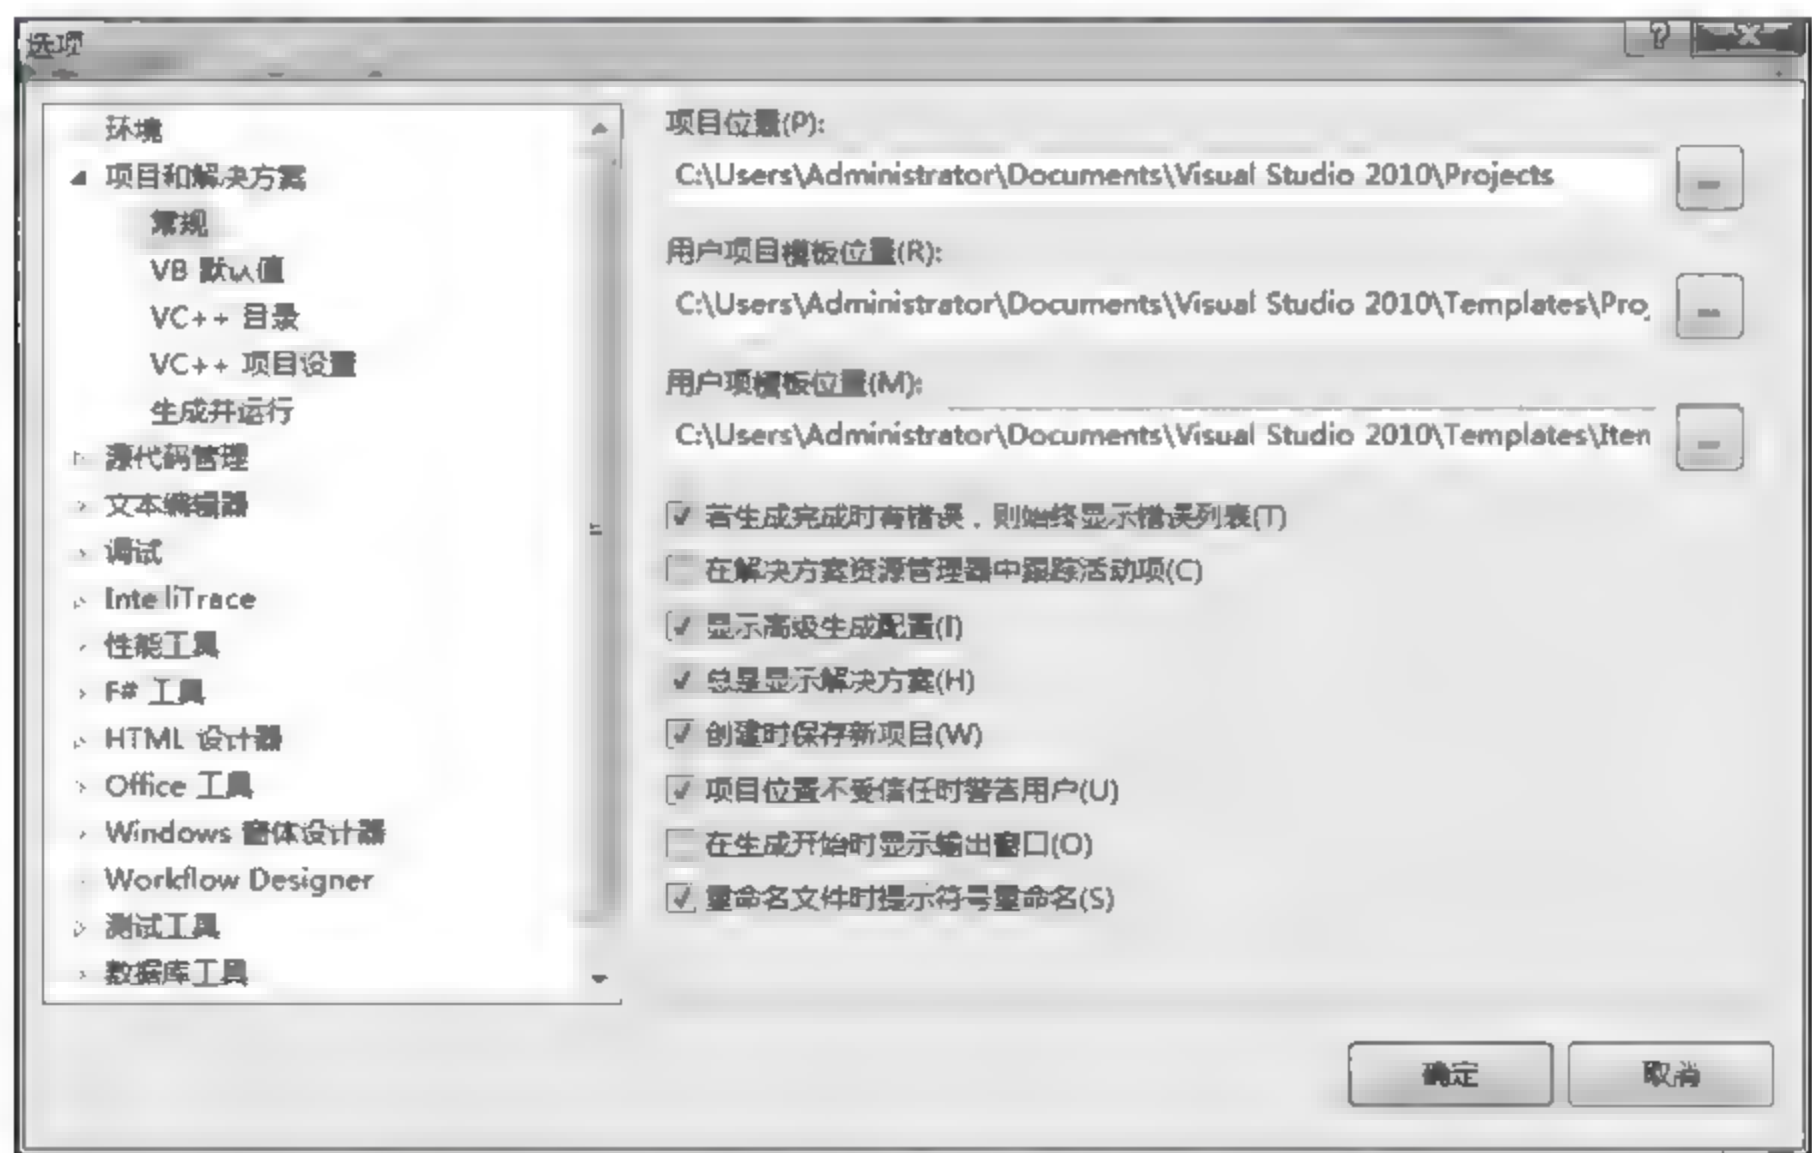 选项
环境
项目和解决方案
常规
VB 默认值
VC++ 目录
VC++ 项目设置
生成并运行
源代码管理
文本编辑器
调试
IntelliTrace
性能工具
F# 工具
HTML 设计器
Office 工具
Windows 窗体设计器
Workflow Designer
测试工具
数据库工具
项目位置(P):
C:\Users\Administrator\Documents\Visual Studio 2010\Projects
...
用户项目模板位置(R):
C:\Users\Administrator\Documents\Visual Studio 2010\Templates\Proj
...
用户项模板位置(M):
C:\Users\Administrator\Documents\Visual Studio 2010\Templates\Iten
...
若生成完成时有错误，则始终显示错误列表(T)
在解决方案资源管理器中跟踪活动项(C)
显示高级生成配置(I)
总是显示解决方案(H)
创建时保存新项目(W)
项目位置不受信任时警告用户(U)
在生成开始时显示输出窗口(O)
重命名文件时提示符号重命名(S)
确定
取消